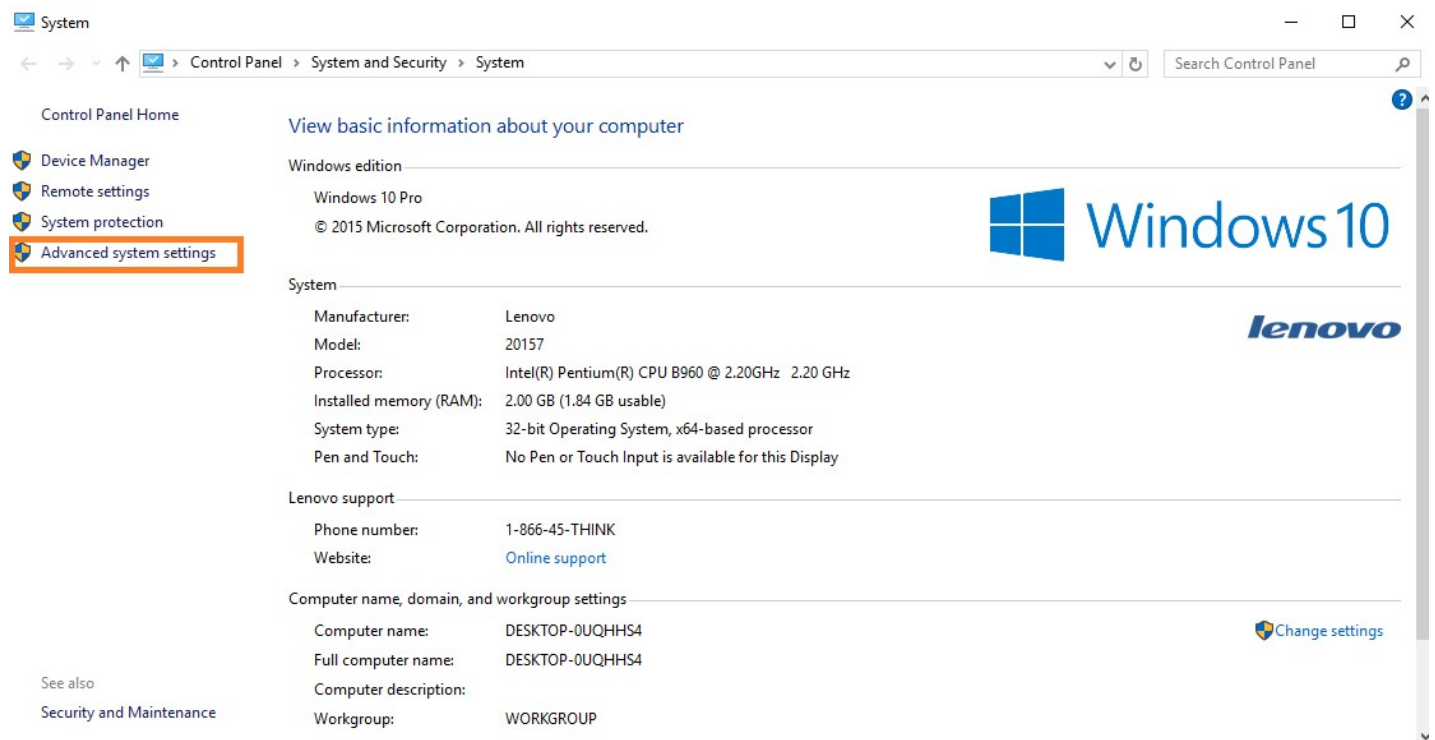 System
Control Panel › System and Security › System
Search Control Panel
Control Panel Home
Device Manager
Remote settings
System protection
Advanced system settings
See also
Security and Maintenance
?
View basic information about your computer
Windows edition
Windows 10 Pro
© 2015 Microsoft Corporation. All rights reserved.
Windows 10
System
Manufacturer: Lenovo
Model: 20157
Processor: Intel(R) Pentium(R) CPU B960 @ 2.20GHz 2.20 GHz
Installed memory (RAM): 2.00 GB (1.84 GB usable)
System type: 32-bit Operating System, x64-based processor
Pen and Touch: No Pen or Touch Input is available for this Display
lenovo
Lenovo support
Phone number: 1-866-45-THINK
Website: Online support
Computer name, domain, and workgroup settings
Computer name: DESKTOP-0UQHHS4
Change settings
Full computer name: DESKTOP-0UQHHS4
Computer description:
Workgroup: WORKGROUP